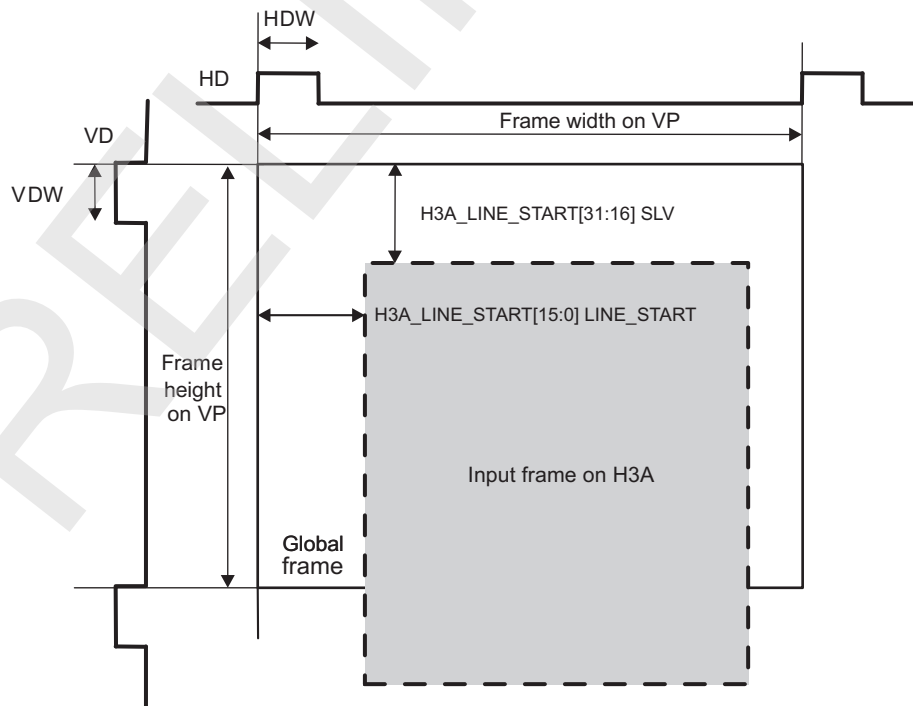 HDW
HD
Frame width on VP
VD
VDW
H3A_LINE_START[31:16] SLV
H3A_LINE_START[15:0] LINE_START
Frame
height
on VP
Input frame on H3A
Global
frame